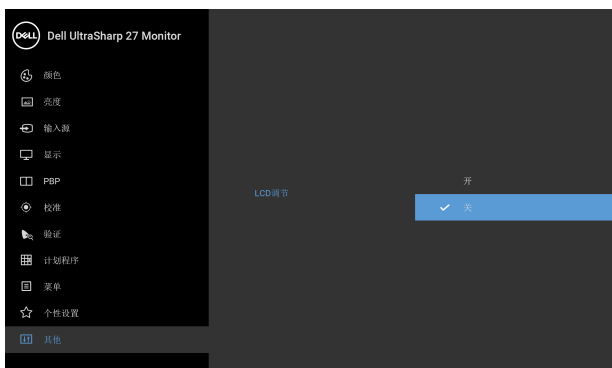 DELL Dell UltraSharp 27 Monitor
颜色
亮度
输入源
显示
PBP
校准
验证
计划程序
菜单
个性设置
其他
LCD调节
开
关